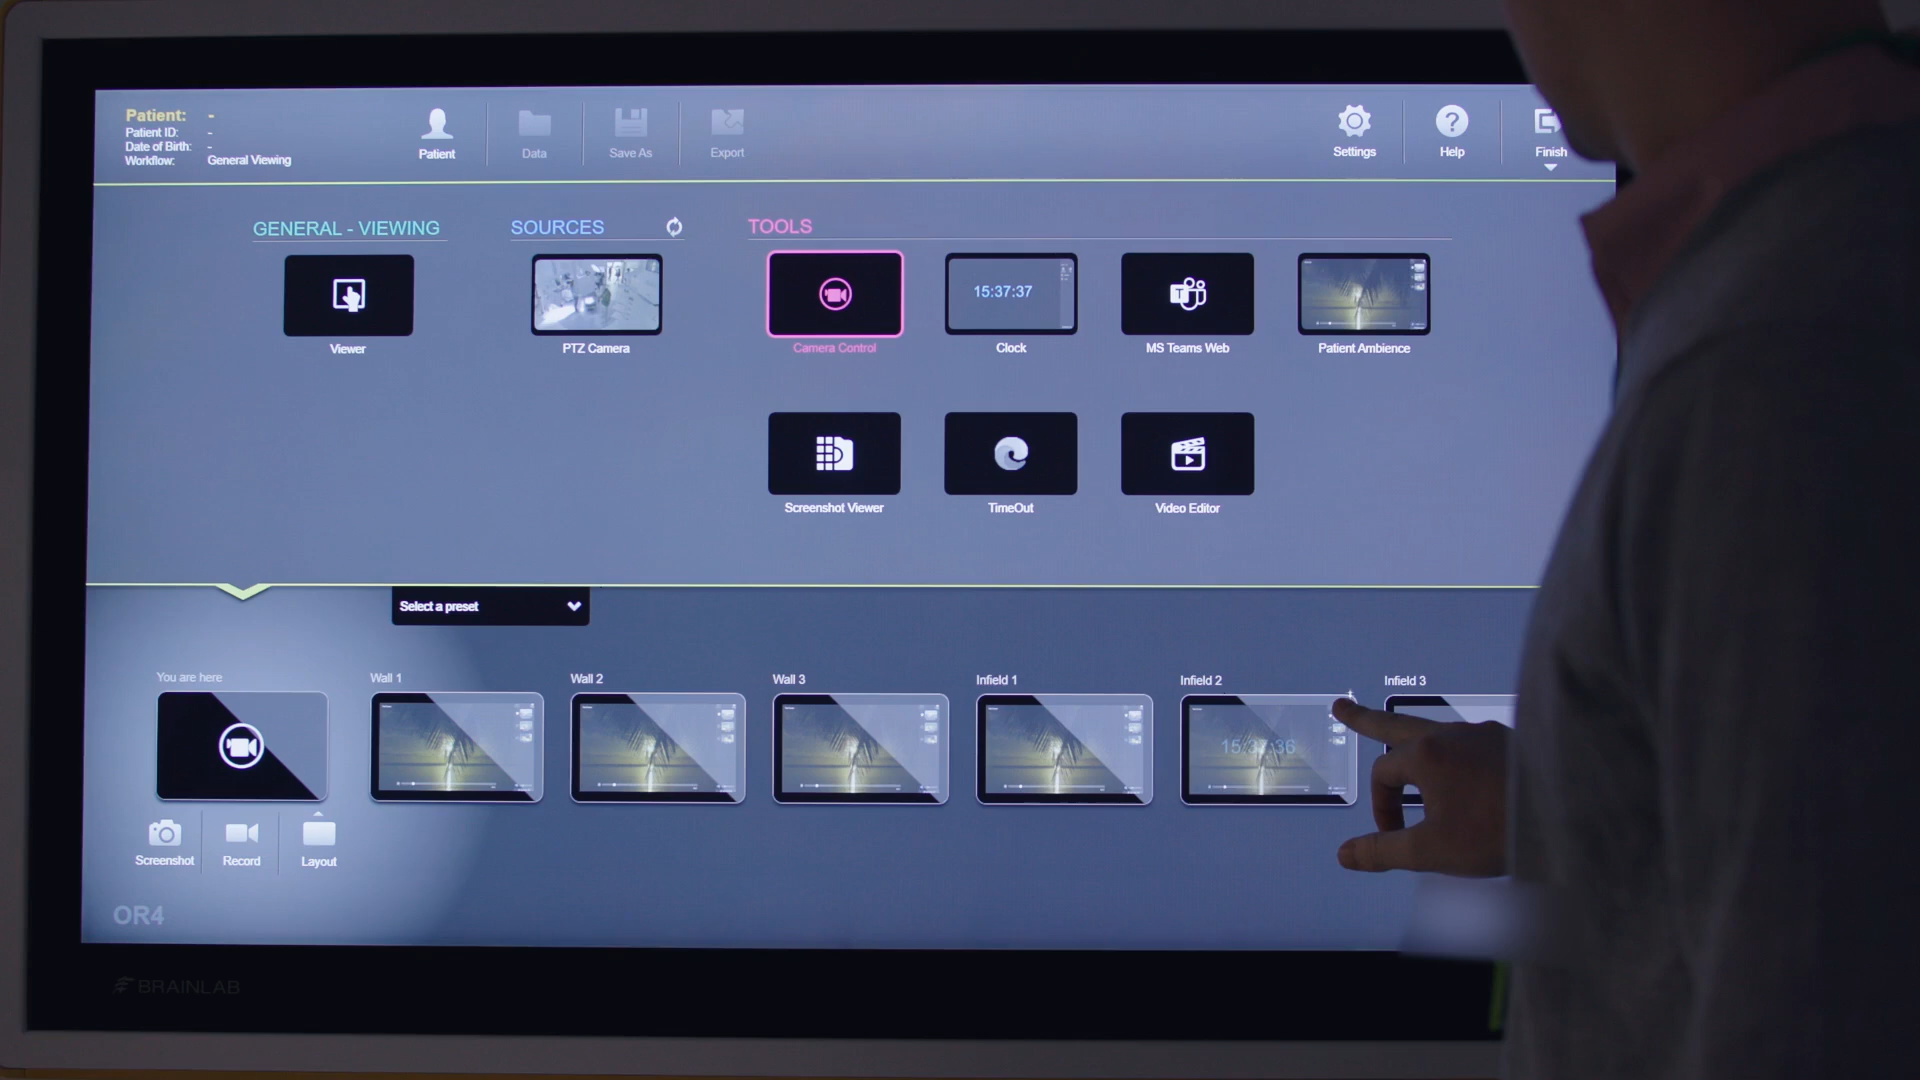 Patient: -
Patient ID: -
Date of Birth: -
Workflow: General Viewing
Patient
Data
Save As
Export
Settings
Help
Finish
GENERAL - VIEWING
SOURCES
TOOLS
15:37:37
Viewer
PTZ Camera
Camera Control
Clock
MS Teams Web
Patient Ambience
Screenshot Viewer
TimeOut
Video Editor
Select a preset
You are here
Wall 1
Wall 2
Wall 3
Infield 1
Infield 2
Infield 3
15:37:36
Screenshot
Record
Layout
OR4
BRAINLAB